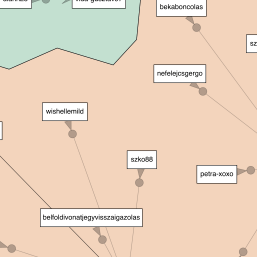 bekaboncolas
nefelejcsgergo
wishellemild
szko88
petra-xoxo
belfoldivonatjegyvisszaigazolas